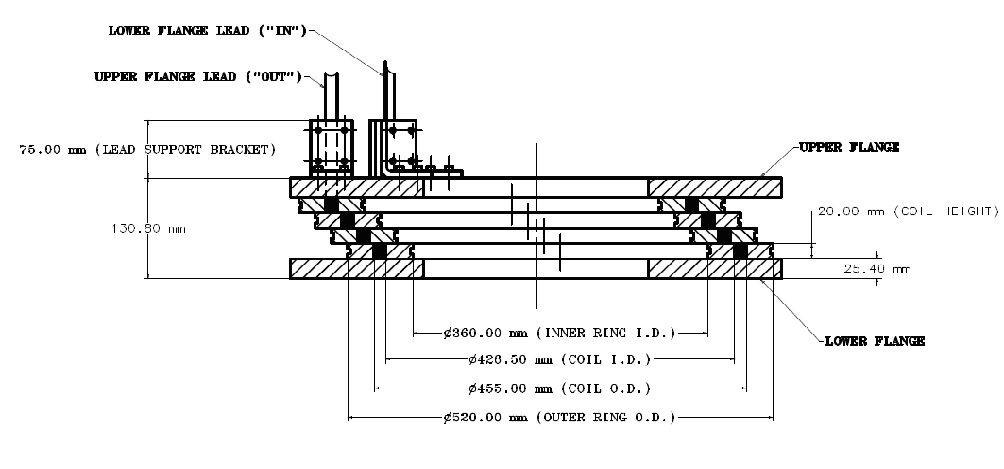 LOWER FLANGE LEAD ("IN")
UPPER FLANGE LEAD ("OUT")
75.00 mm (LEAD SUPPORT BRACKET)
UPPER FLANGE
20.00 mm (COIL HEIGHT)
130.80 mm
25.40 mm
Ø360.00 mm (INNER RING I.D.)
LOWER FLANGE
Ø426.50 mm (COIL I.D.)
Ø455.00 mm (COIL O.D.)
Ø520.00 mm (OUTER RING O.D.)